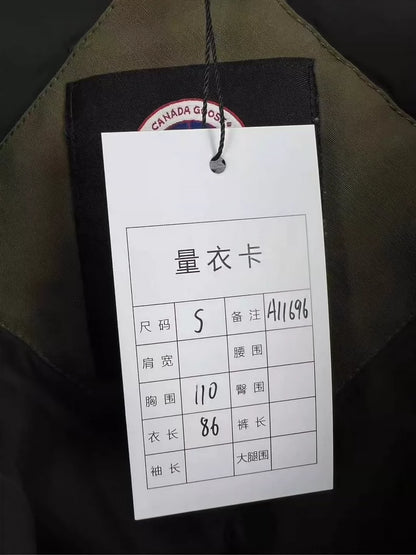 CANADA GOOSE
量衣卡
尺码 S 备注 A11696
肩宽 腰围
胸围 110 臀围
衣长 86 裤长
袖长 大腿围